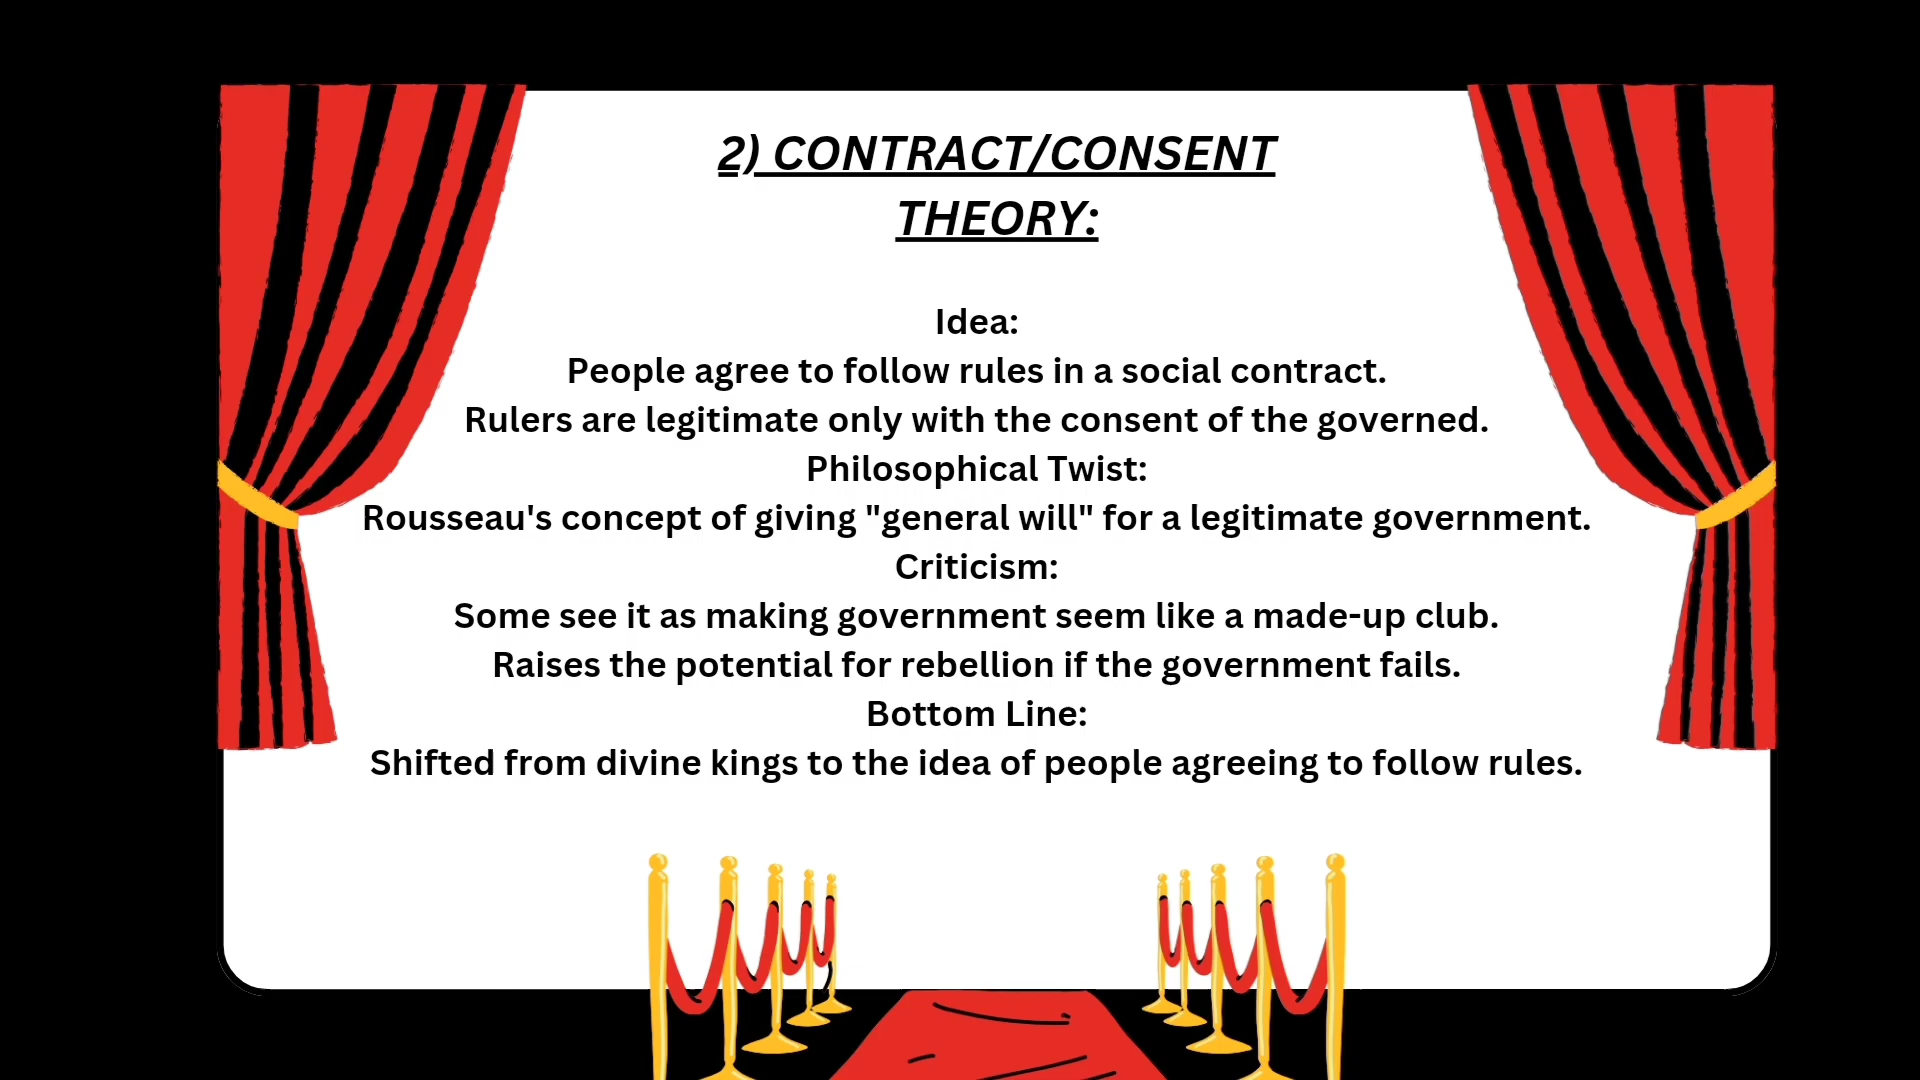 2) CONTRACT/CONSENT
THEORY:
Idea:
People agree to follow rules in a social contract.
Rulers are legitimate only with the consent of the governed.
Philosophical Twist:
Rousseau's concept of giving "general will" for a legitimate government.
Criticism:
Some see it as making government seem like a made-up club.
Raises the potential for rebellion if the government fails.
Bottom Line:
Shifted from divine kings to the idea of people agreeing to follow rules.